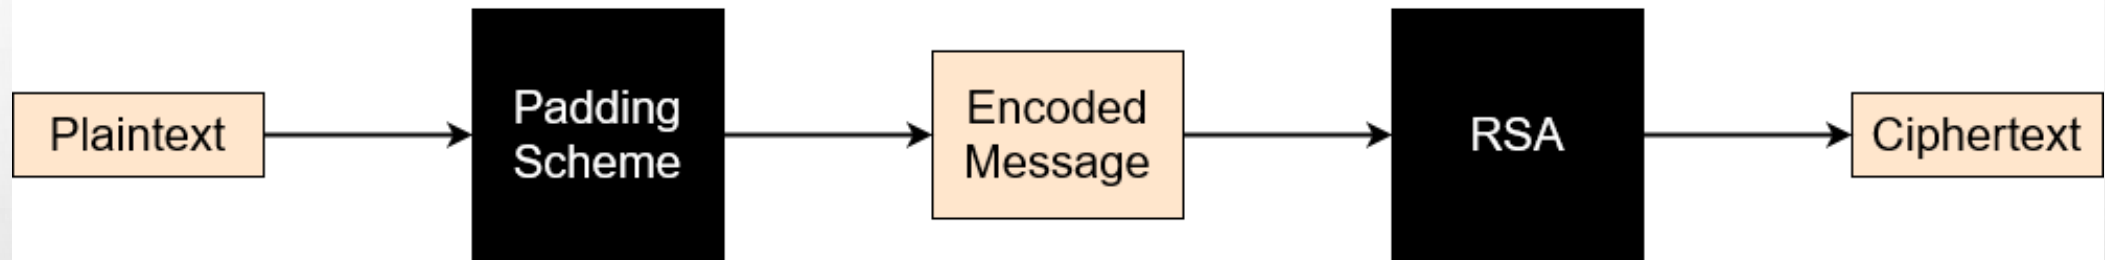 Plaintext
Padding
Scheme
Encoded
Message
RSA
Ciphertext